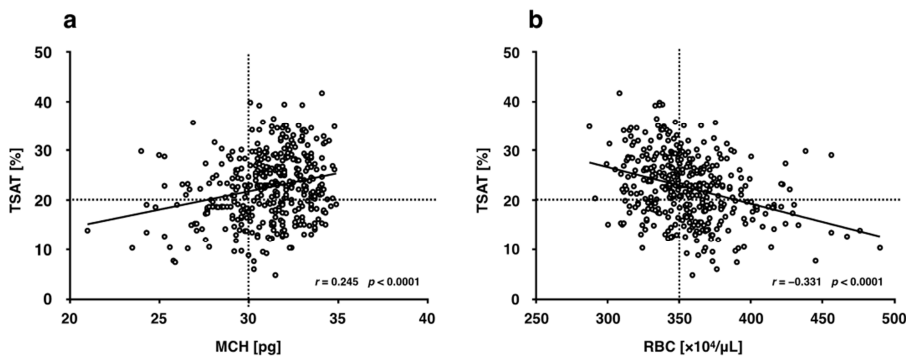 a
50
40
30
20
10
0
TSAT [%]
20 25 30 35 40
MCH [pg]
r = 0.245 p < 0.0001
b
50
40
30
20
10
0
TSAT [%]
250 300 350 400 450 500
RBC [×10⁴/μL]
r = −0.331 p < 0.0001